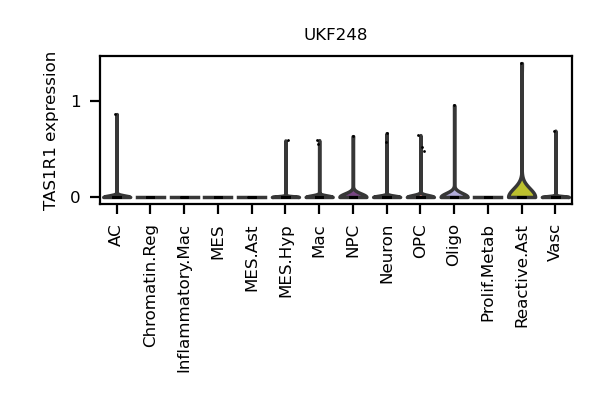 UKF248
TAS1R1 expression
1
0
AC
Chromatin.Reg
Inflammatory.Mac
MES
MES.Ast
MES.Hyp
Mac
NPC
Neuron
OPC
Oligo
Prolif.Metab
Reactive.Ast
Vasc